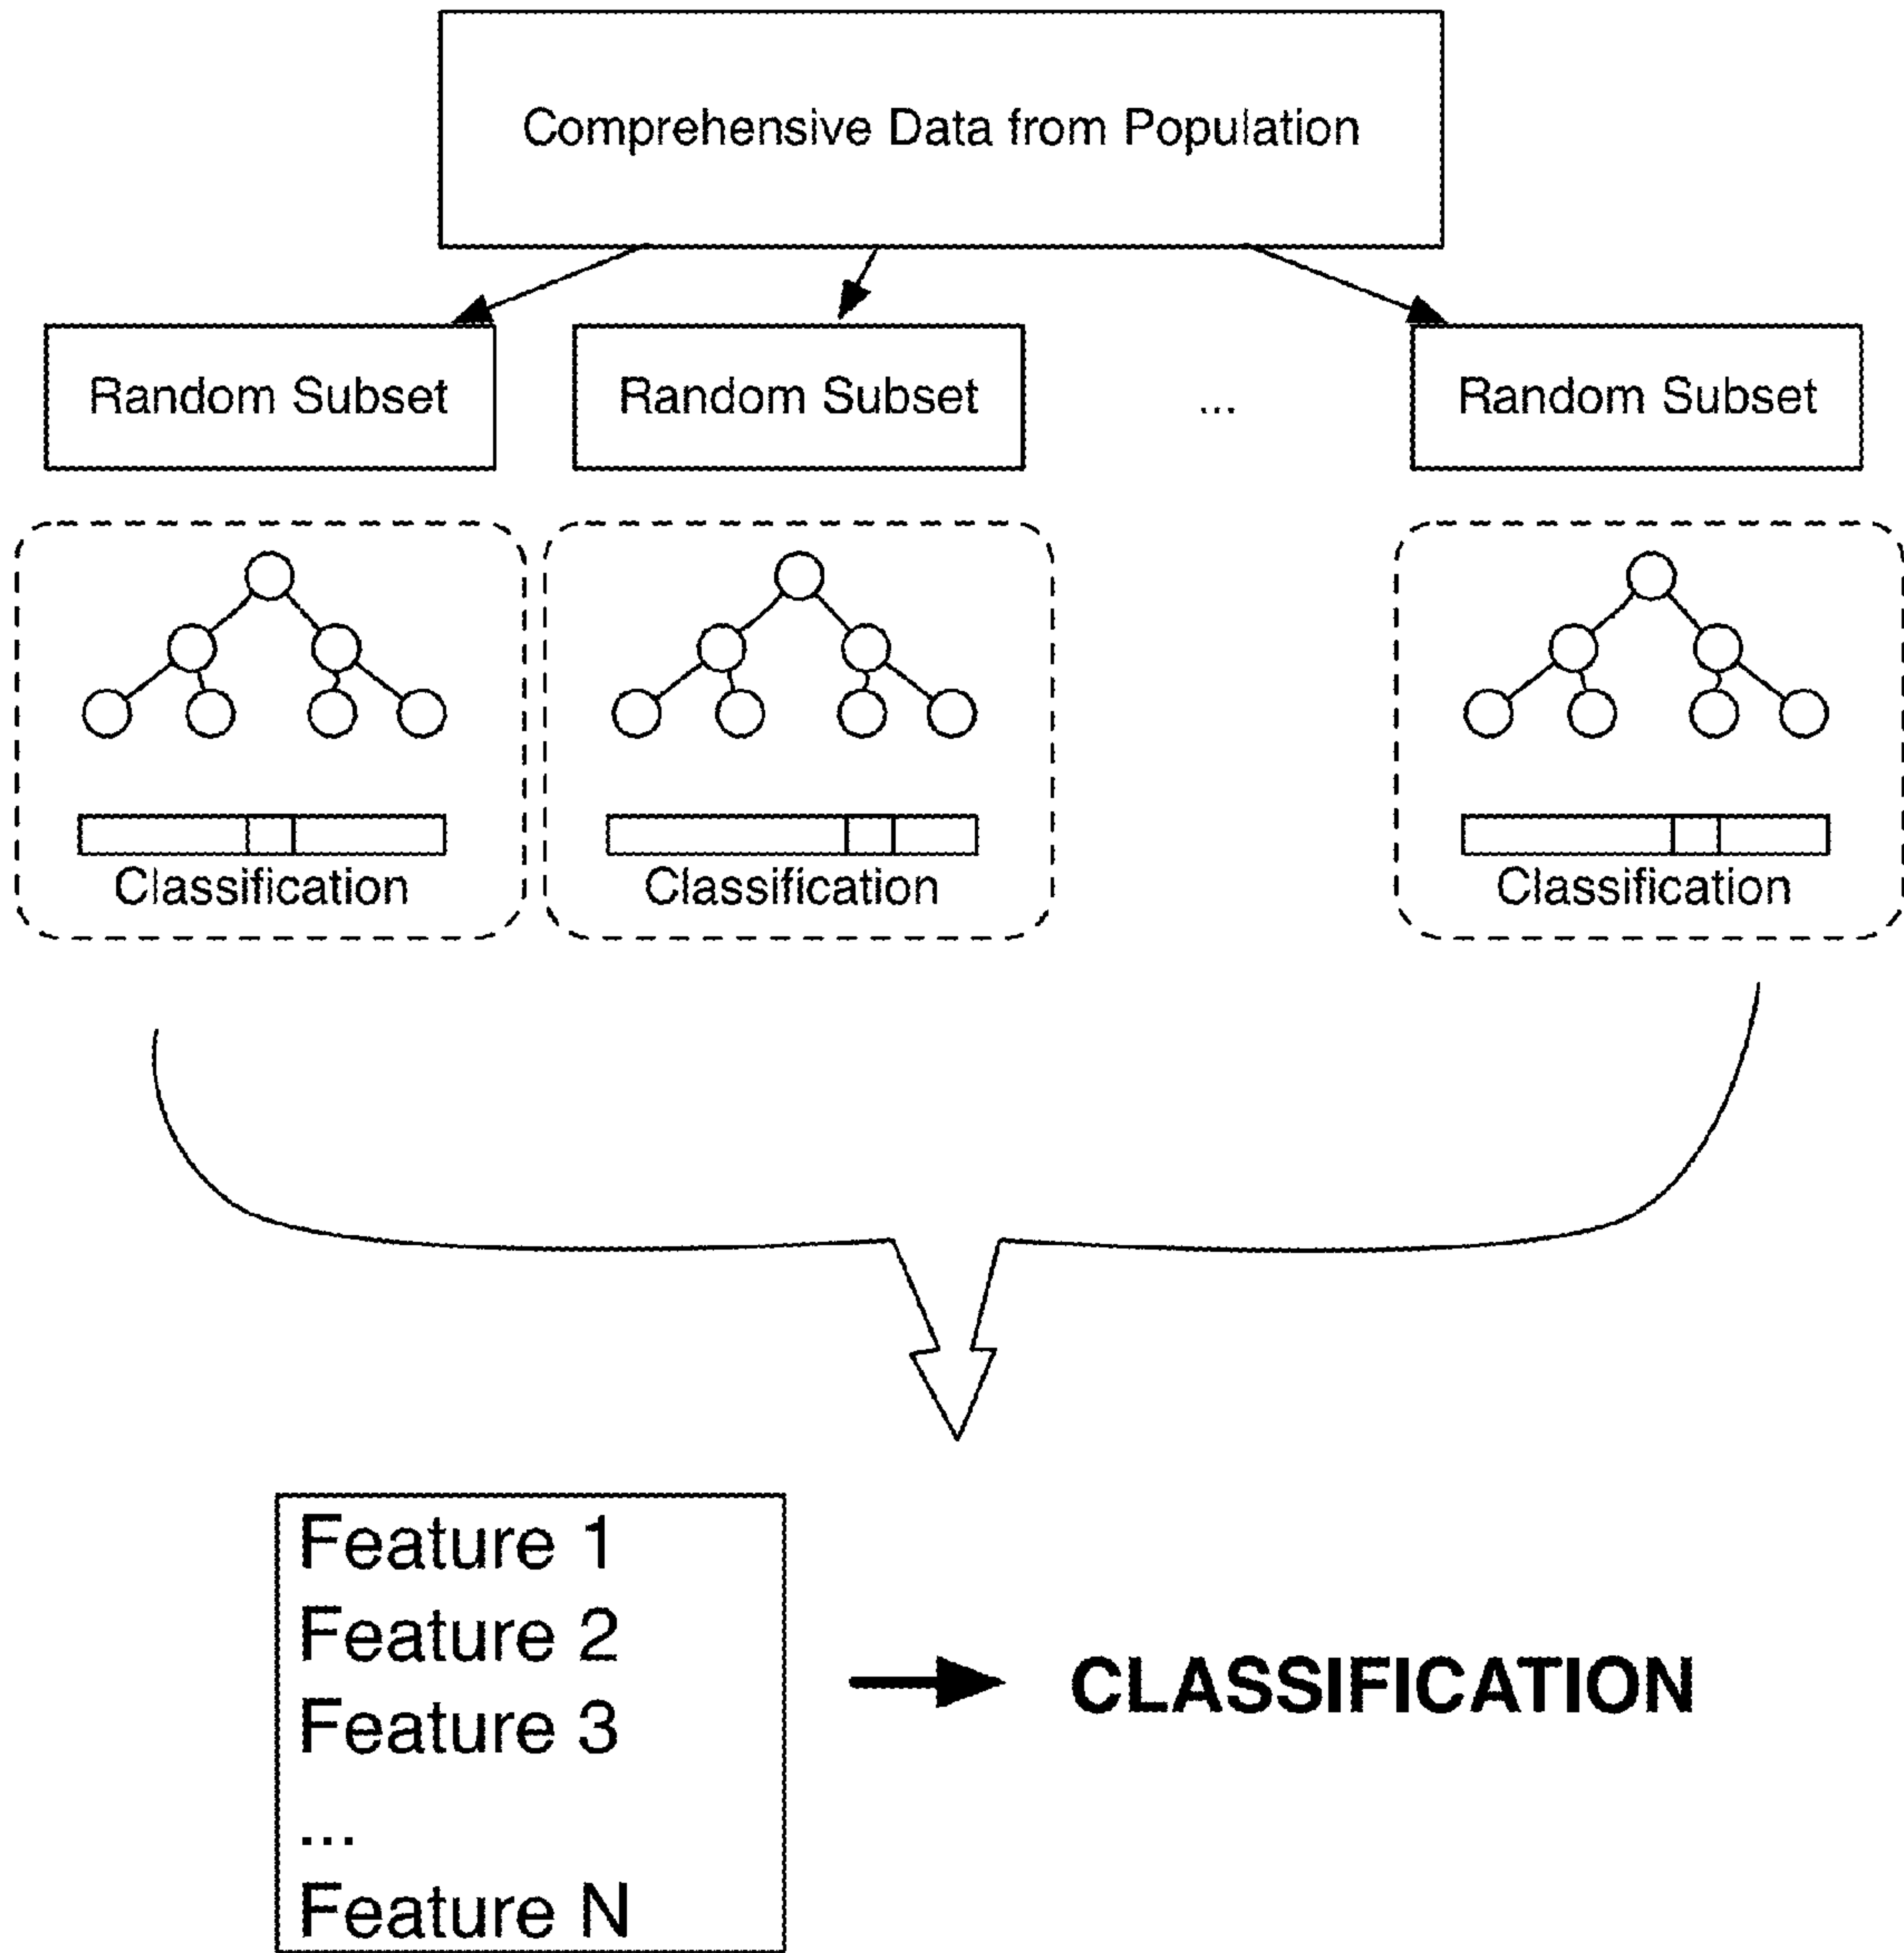 Comprehensive Data from Population
Random Subset Random Subset ... Random Subset
Classification Classification Classification
Feature 1
Feature 2
Feature 3
...
Feature N
CLASSIFICATION